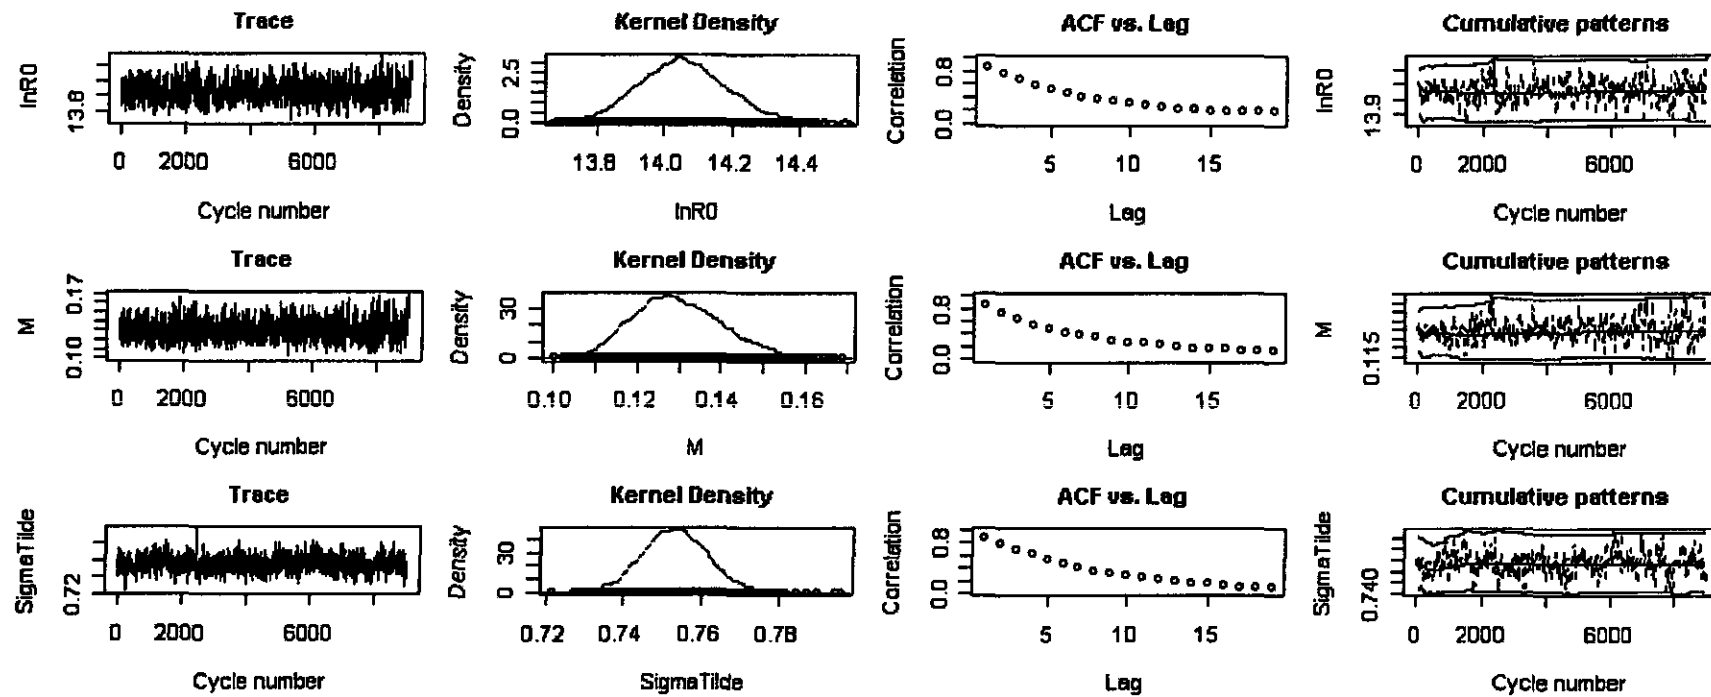 Trace Kernel Density ACF vs. Lag Cumulative patterns
lnR0 13.8 Density 0.0 2.5 Correlation 0.0 0.8 lnR0 13.9
0 2000 6000 13.8 14.0 14.2 14.4 5 10 15 0 2000 6000
Cycle number lnR0 Lag Cycle number
Trace Kernel Density ACF vs. Lag Cumulative patterns
M 0.10 0.17 Density 0 30 Correlation 0.0 0.8 M 0.115
0 2000 6000 0.10 0.12 0.14 0.16 5 10 15 0 2000 6000
Cycle number M Lag Cycle number
Trace Kernel Density ACF vs. Lag Cumulative patterns
SigmaTilde 0.72 Density 0 30 Correlation 0.0 0.8 SigmaTilde 0.740
0 2000 6000 0.72 0.74 0.76 0.78 5 10 15 0 2000 6000
Cycle number SigmaTilde Lag Cycle number